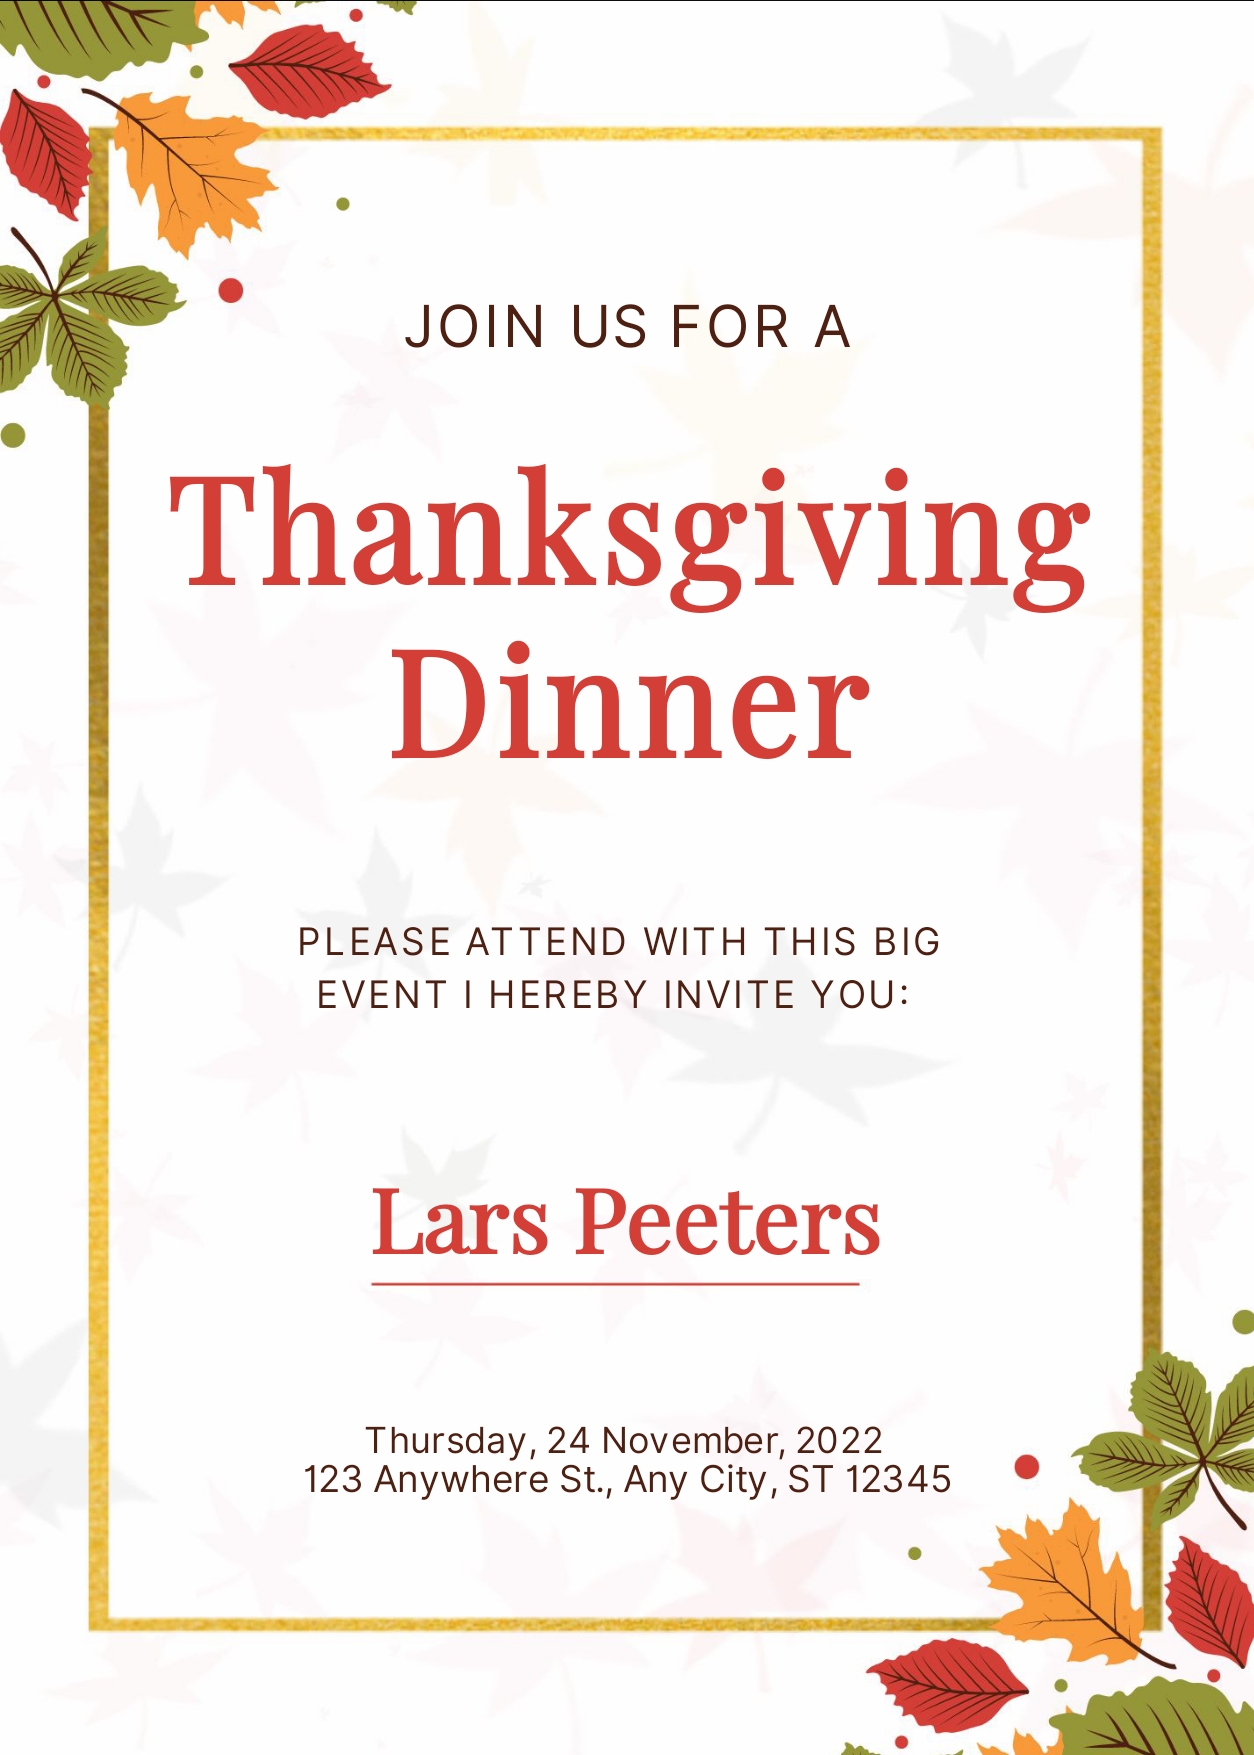 JOIN US FOR A
Thanksgiving
Dinner
PLEASE ATTEND WITH THIS BIG
EVENT I HEREBY INVITE YOU:
Lars Peeters
Thursday, 24 November, 2022
123 Anywhere St., Any City, ST 12345